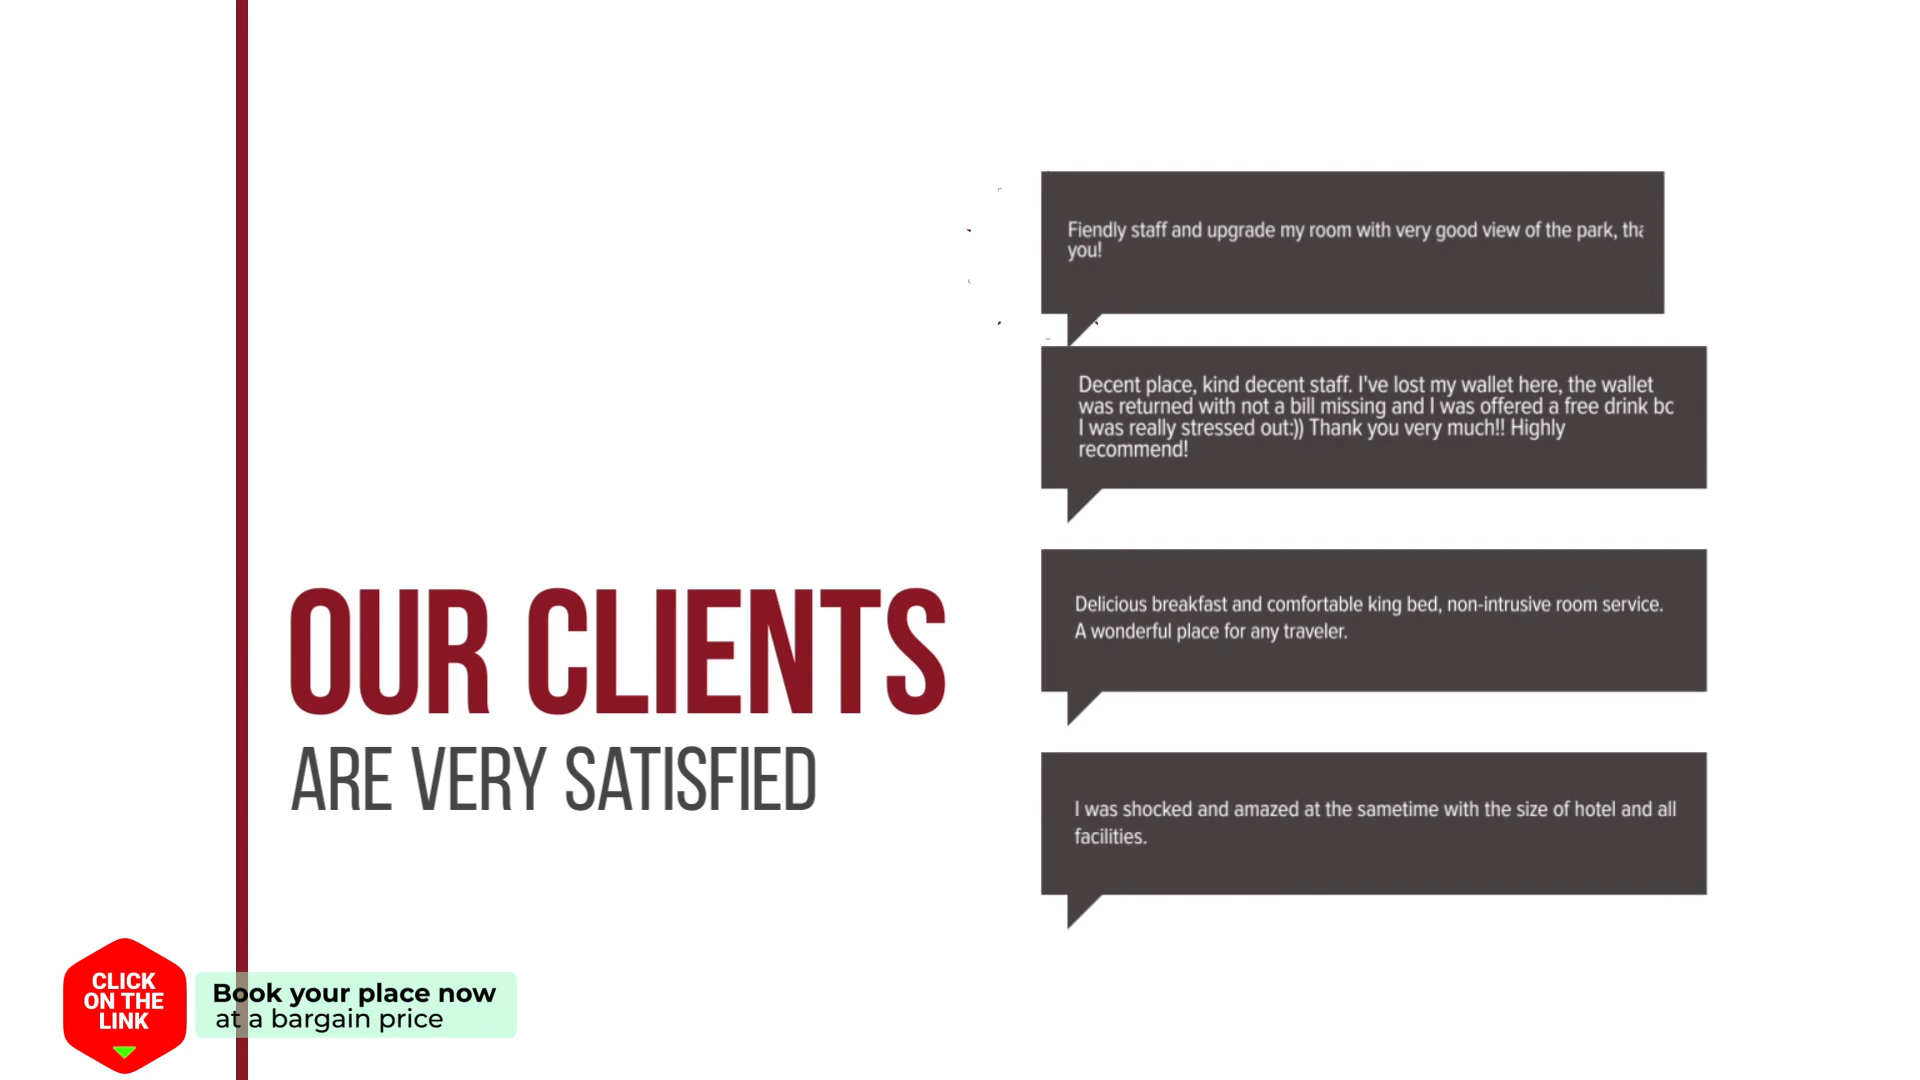 Fiendly staff and upgrade my room with very good view of the park,
you!
Decent place, kind decent staff. I've lost my wallet here, the wallet
was returned with not a bill missing and I was offered a free drink bc
I was really stressed out:)) Thank you very much!! Highly
recommend!
Delicious breakfast and comfortable king bed, non-intrusive room service.
A wonderful place for any traveler.
I was shocked and amazed at the sametime with the size of hotel and all
facilities.
OUR CLIENTS
ARE VERY SATISFIED
CLICK
ON THE
LINK
Book your place now
at a bargain price